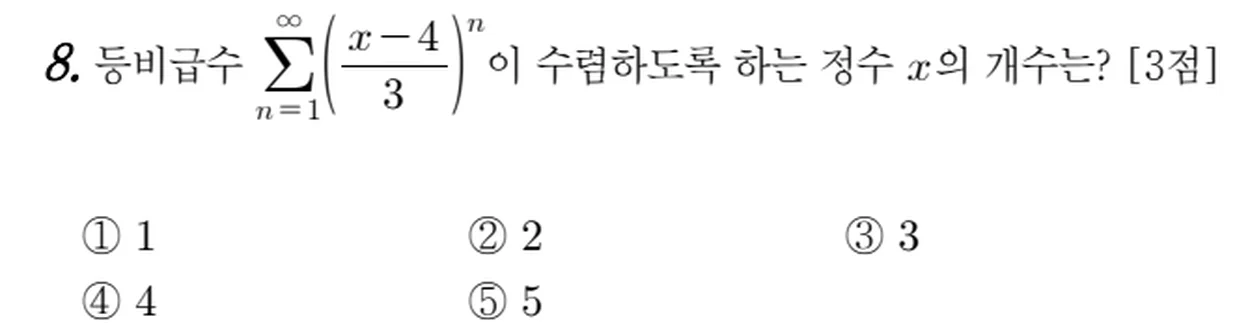 8. 등비급수 $\sum_{n=1}^{\infty}\left(\frac{x-4}{3}\right)^n$이 수렴하도록 하는 정수 $x$의 개수는? [3점]
① 1 ② 2 ③ 3
④ 4 ⑤ 5